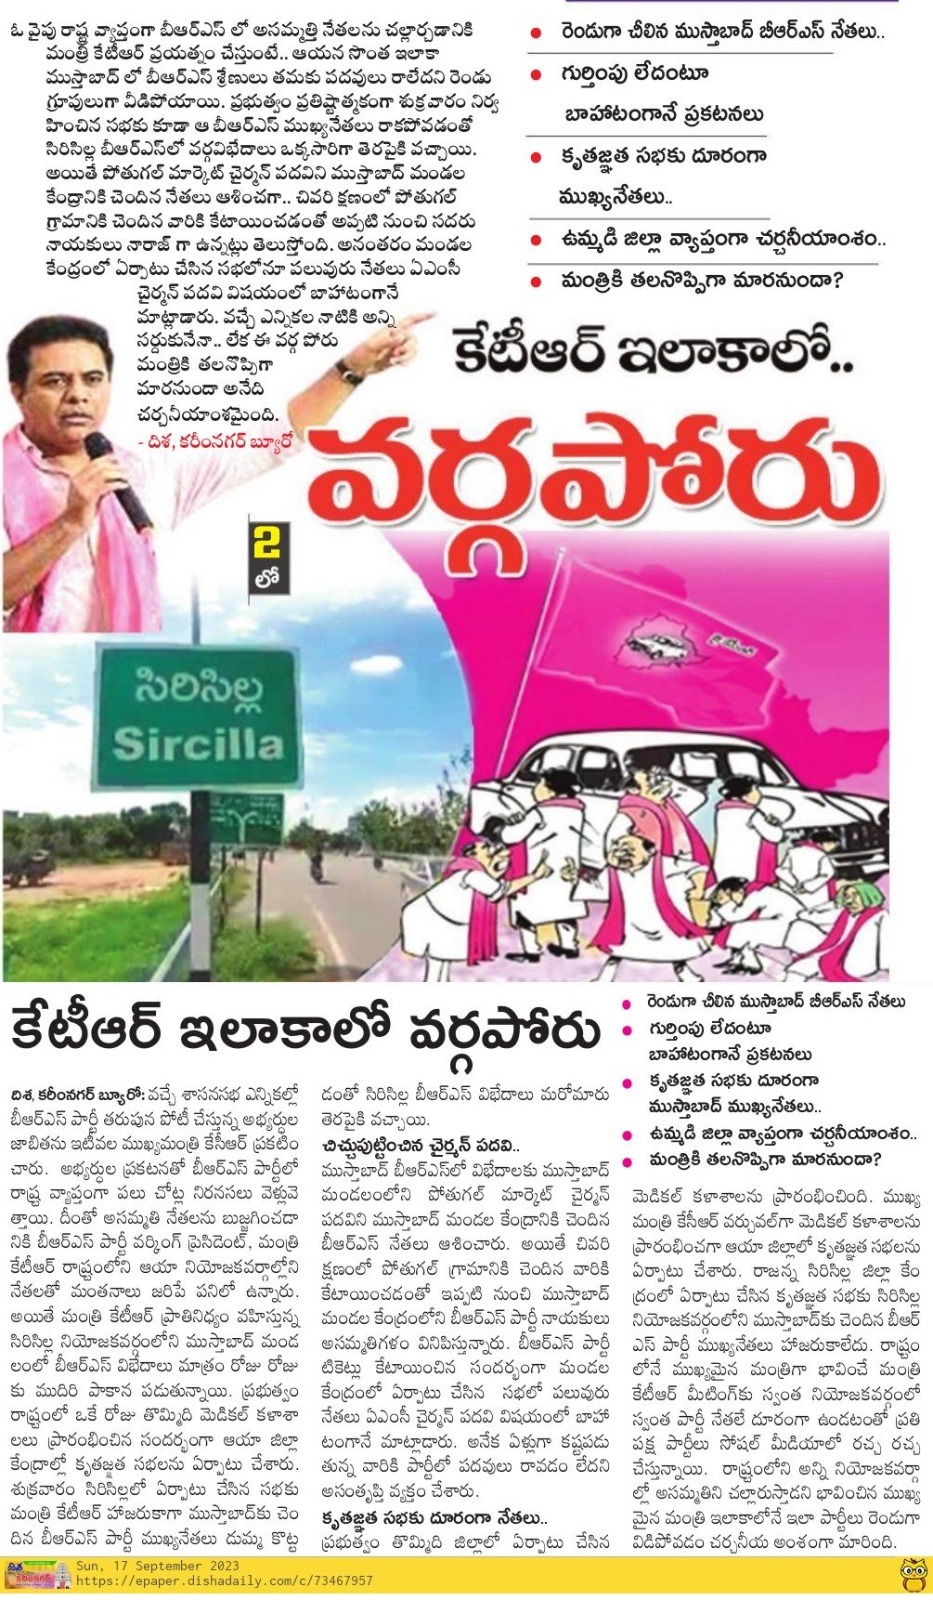 ఓ వైపు రాష్ట్ర వ్యాప్తంగా బీఆర్ఎస్ లో అసమ్మత్తి నేతలను చల్లార్చడానికి
మంత్రి కేటీఆర్ ప్రయత్నం చేస్తుంటే.. ఆయన సొంత ఇలాకా
ముస్తాబాద్ లో బీఆర్ఎస్ శ్రేణులు తమకు పదవులు రాలేదని రెండు
గ్రూపులుగా వీడిపోయాయి. ప్రభుత్వం ప్రతిష్టాత్మకంగా శుక్రవారం నిర్వ
హించిన సభకు కూడా ఆ బీఆర్ఎస్ ముఖ్యనేతలు రాకపోవడంతో
సిరిసిల్ల బీఆర్ఎస్‌లో వర్గవిభేదాలు ఒక్కసారిగా తెరపైకి వచ్చాయి.
అయితే పోతుగల్ మార్కెట్ చైర్మన్ పదవిని ముస్తాబాద్ మండల
కేంద్రానికి చెందిన నేతలు ఆశించగా.. చివరి క్షణంలో పోతుగల్
గ్రామానికి చెందిన వారికి కేటాయించడంతో అప్పటి నుంచి సదరు
నాయకులు నారాజ్ గా ఉన్నట్లు తెలుస్తోంది. అనంతరం మండల
కేంద్రంలో ఏర్పాటు చేసిన సభలోనూ పలువురు నేతలు ఏఎంసీ
చైర్మన్ పదవి విషయంలో బాహాటంగానే
మాట్లాడారు. వచ్చే ఎన్నికల నాటికి అన్ని
సర్దుకునేనా.. లేక ఈ వర్గ పోరు
మంత్రికి తలనొప్పిగా
మారనుందా అనేది
చర్చనీయాంశమైంది.
- దిశ, కరీంనగర్ బ్యూరో
• రెండుగా చీలిన ముస్తాబాద్ బీఆర్ఎస్ నేతలు..
• గుర్తింపు లేదంటూ
బాహాటంగానే ప్రకటనలు
• కృతజ్ఞత సభకు దూరంగా
ముఖ్యనేతలు..
• ఉమ్మడి జిల్లా వ్యాప్తంగా చర్చనీయాంశం..
• మంత్రికి తలనొప్పిగా మారనుందా?
కేటీఆర్ ఇలాకాలో..
వర్గపోరు
2
లో
సిరిసిల్ల
Sircilla
కేటీఆర్ ఇలాకాలో వర్గపోరు
• రెండుగా చీలిన ముస్తాబాద్ బీఆర్ఎస్ నేతలు
• గుర్తింపు లేదంటూ
బాహాటంగానే ప్రకటనలు
• కృతజ్ఞత సభకు దూరంగా
ముస్తాబాద్ ముఖ్యనేతలు..
• ఉమ్మడి జిల్లా వ్యాప్తంగా చర్చనీయాంశం..
• మంత్రికి తలనొప్పిగా మారనుందా?
దిశ, కరీంనగర్ బ్యూరో: వచ్చే శాసనసభ ఎన్నికల్లో
బీఆర్ఎస్ పార్టీ తరుపున పోటీ చేస్తున్న అభ్యర్థుల
జాబితను ఇటీవల ముఖ్యమంత్రి కేసీఆర్ ప్రకటిం
చారు. అభ్యర్థుల ప్రకటనతో బీఆర్ఎస్ పార్టీలో
రాష్ట్ర వ్యాప్తంగా పలు చోట్ల నిరసనలు వెళ్లువె
త్తాయి. దీంతో అసమ్మతి నేతలను బుజ్జగించడా
నికి బీఆర్ఎస్ పార్టీ వర్కింగ్ ప్రెసిడెంట్, మంత్రి
కేటీఆర్ రాష్ట్రంలోని ఆయా నియోజకవర్గాల్లోని
నేతలతో మంతనాలు జరిపే పనిలో ఉన్నారు.
అయితే మంత్రి కేటీఆర్ ప్రాతినిధ్యం వహిస్తున్న
సిరిసిల్ల నియోజకవర్గంలోని ముస్తాబాద్ మండ
లంలో బీఆర్ఎస్ విభేదాలు మాత్రం రోజు రోజు
కు ముదిరి పాకాన పడుతున్నాయి. ప్రభుత్వం
రాష్ట్రంలో ఒకే రోజు తొమ్మిది మెడికల్ కళాశా
లలు ప్రారంభించిన సందర్భంగా ఆయా జిల్లా
కేంద్రాల్లో కృతజ్ఞత సభలను ఏర్పాటు చేశారు.
శుక్రవారం సిరిసిల్లలో ఏర్పాటు చేసిన సభకు
మంత్రి కేటీఆర్ హాజరుకాగా ముస్తాబాద్‌కు చెం
దిన బీఆర్ఎస్ పార్టీ ముఖ్యనేతలు దుమ్మ కొట్ట
డంతో సిరిసిల్ల బీఆర్ఎస్ విభేదాలు మరోమారు
తెరపైకి వచ్చాయి.
చిచ్చుపుట్టించిన చైర్మన్ పదవి..
ముస్తాబాద్ బీఆర్ఎస్‌లో విభేదాలకు ముస్తాబాద్
మండలంలోని పోతుగల్ మార్కెట్ చైర్మన్
పదవిని ముస్తాబాద్ మండల కేంద్రానికి చెందిన
బీఆర్ఎస్ నేతలు ఆశించారు. అయితే చివరి
క్షణంలో పోతుగల్ గ్రామానికి చెందిన వారికి
కేటాయించడంతో ఇప్పటి నుంచి ముస్తాబాద్
మండల కేంద్రంలోని బీఆర్ఎస్ పార్టీ నాయకులు
అసమ్మతిగళం వినిపిస్తున్నారు. బీఆర్ఎస్ పార్టీ
టికెట్లు కేటాయించిన సందర్భంగా మండల
కేంద్రంలో ఏర్పాటు చేసిన సభలో పలువురు
నేతలు ఏఎంసీ చైర్మన్ పదవి విషయంలో బాహా
టంగానే మాట్లాడారు. అనేక ఏళ్లుగా కష్టపడు
తున్న వారికి పార్టీలో పదవులు రావడం లేదని
అసంతృప్తి వ్యక్తం చేశారు.
కృతజ్ఞత సభకు దూరంగా నేతలు..
ప్రభుత్వం తొమ్మిది జిల్లాలో ఏర్పాటు చేసిన
మెడికల్ కళాశాలను ప్రారంభించింది. ముఖ్య
మంత్రి కేసీఆర్ వర్చువల్‌గా మెడికల్ కళాశాలను
ప్రారంభించగా ఆయా జిల్లాలో కృతజ్ఞత సభలను
ఏర్పాటు చేశారు. రాజన్న సిరిసిల్ల జిల్లా కేం
ద్రంలో ఏర్పాటు చేసిన కృతజ్ఞత సభకు సిరిసిల్ల
నియోజకవర్గంలోని ముస్తాబాద్‌కు చెందిన బీఆర్
ఎస్ పార్టీ ముఖ్యనేతలు హాజరుకాలేదు. రాష్ట్రం
లోనే ముఖ్యమైన మంత్రిగా భావించే మంత్రి
కేటీఆర్ మీటింగ్‌కు స్వంత నియోజకవర్గంలో
స్వంత పార్టీ నేతలే దూరంగా ఉండటంతో ప్రతి
పక్ష పార్టీలు సోషల్ మీడియాలో రచ్చ రచ్చ
చేస్తున్నాయి. రాష్ట్రంలోని అన్ని నియోజకవర్గా
ల్లో అసమ్మతిని చల్లారుస్తాడని భావించిన ముఖ్య
మైన మంత్రి ఇలాకాలోనే ఇలా పార్టీలు రెండుగా
విడిపోవడం చర్చనీయ అంశంగా మారింది.
దిశ కరీంనగర్
Sun, 17 September 2023
https://epaper.dishadaily.com/c/73467957